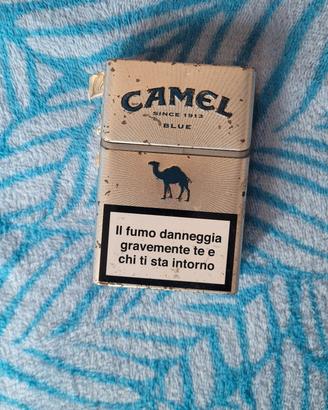 CAMEL
SINCE 1913
BLUE
Il fumo danneggia
gravemente te e
chi ti sta intorno